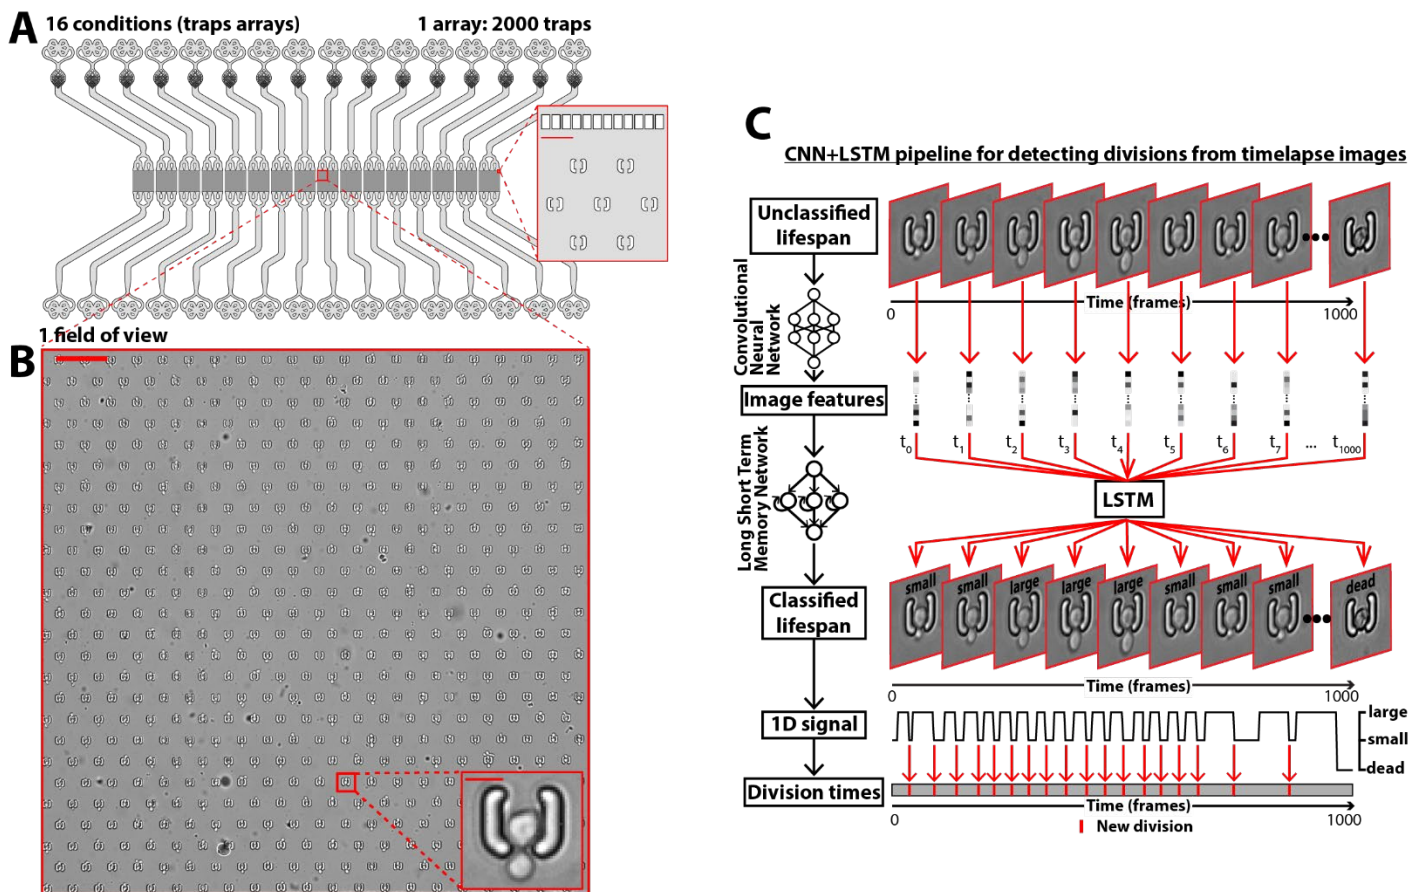 A
16 conditions (traps arrays)
1 array: 2000 traps
1 field of view
B
C
CNN+LSTM pipeline for detecting divisions from timelapse images
Unclassified
lifespan
Convolutional
Neural
Network
Time (frames)
0
1000
Image features
t0
t1
t2
t3
t4
t5
t6
t7
...
t1000
Long Short Term
Memory Network
LSTM
Classified
lifespan
small
small
large
large
large
small
small
small
dead
Time (frames)
0
1000
1D signal
large
small
dead
Division times
Time (frames)
0
1000
New division